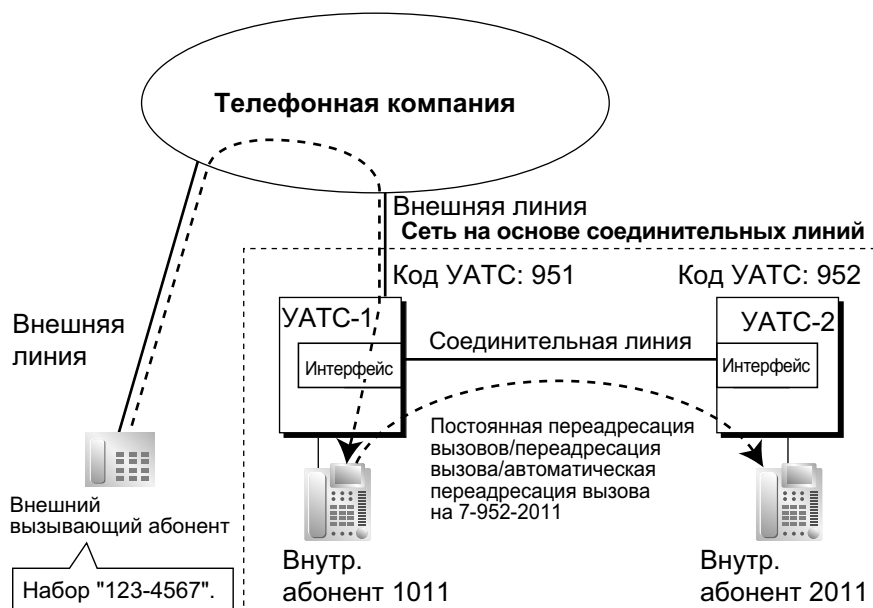 Телефонная компания
Внешняя линия
Сеть на основе соединительных линий
Код УАТС: 951
Код УАТС: 952
Внешняя
линия
УАТС-1
УАТС-2
Соединительная линия
Интерфейс
Интерфейс
Постоянная переадресация
вызовов/переадресация
вызова/автоматическая
переадресация вызова
на 7-952-2011
Внешний
вызывающий абонент
Набор "123-4567".
Внутр.
абонент 1011
Внутр.
абонент 2011